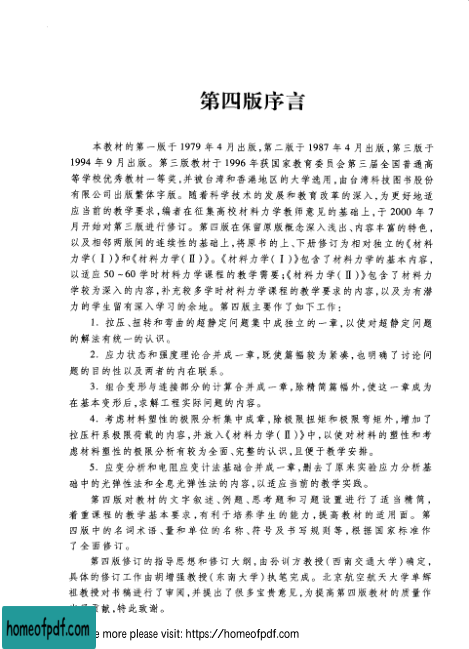 第四版序言
本教材的第一版于 1979 年 4 月出版,第二版于 1987 年 4 月出版,第三版于
1994 年 9 月出版。第三版教材于 1996 年获国家教育委员会第三届全国普通高
等学校优秀教材一等奖,并被台湾和香港地区的大学选用,由台湾科技图书股份
有限公司出版繁体字版。随着科学技术的发展和教育改革的深入,为更好地适
应当前的教学要求,编者在征集高校材料力学教师意见的基础上,于 2000 年 7
月开始对第三版进行修订。第四版在保留原版概念深入浅出、内容丰富的特色,
以及相邻两版间的连续性的基础上,将原书的上、下册修订为相对独立的《材料
力学(Ⅰ)》和《材料力学(Ⅱ)》。《材料力学(Ⅰ)》包含了材料力学的基本内容,
以适应 50~60 学时材料力学课程的教学需要;《材料力学(Ⅱ)》包含了材料力
学较为深入的内容,补充较多学时材料力学课程的教学要求的内容,以及为有潜
力的学生留有深入学习的余地。第四版主要作了如下工作:
1. 拉压、扭转和弯曲的超静定问题集中成独立的一章,以使对超静定问题
的解法有统一的认识。
2. 应力状态和强度理论合并成一章,既使篇幅较为紧凑,也明确了讨论问
题的目的性以及两者的内在联系。
3. 组合变形与连接部分的计算合并成一章,除精简篇幅外,使这一章成为
在基本变形后,求解工程实际问题的内容。
4. 考虑材料塑性的极限分析集中成章,除极限扭矩和极限弯矩外,增加了
拉压杆系极限荷载的内容,并放入《材料力学(Ⅱ)》中,以使对材料的塑性和考
虑材料塑性的极限分析有较为全面、完整的认识,且便于教学安排。
5. 应变分析和电阻应变计法基础合并成一章,删去了原来实验应力分析基
础中的光弹性法和全息光弹性法的内容,以适应当前的教学实践。
第四版对教材的文字叙述、例题、思考题和习题设置进行了适当精简,
着重课程的教学基本要求,有利于培养学生的能力,提高教材的适用面。第
四版中的名词术语、量和单位的名称、符号及书写规则等,根据国家标准作
了全面修订。
第四版修订的指导思想和修订大纲,由孙训方教授(西南交通大学)确定,
具体的修订工作由胡增强教授(东南大学)执笔完成。北京航空航天大学单辉
祖教授对书稿进行了审阅,并提出了很多宝贵意见,为提高第四版教材的质量作
贡献,特此致谢。
homeofpdf.com
e more please visit: https://homeofpdf.com